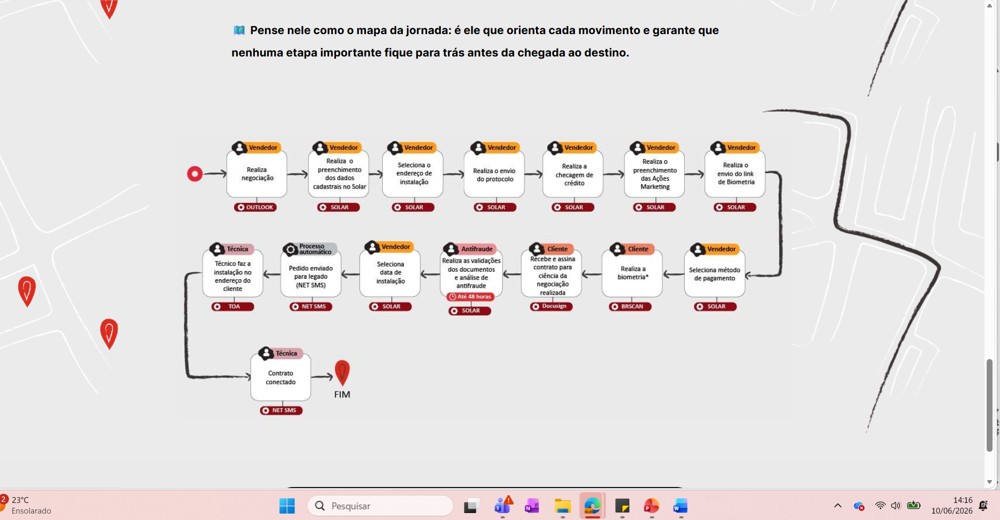 Pense nele como o mapa da jornada: é ele que orienta cada movimento e garante que
nenhuma etapa importante fique para trás antes da chegada ao destino.
Vendedor
Realiza
negociação
OUTLOOK
Vendedor
Realiza o
preenchimento
dos dados
cadastrais no Solar
SOLAR
Vendedor
Seleciona o
endereço de
instalação
SOLAR
Vendedor
Realiza o envio
do protocolo
SOLAR
Vendedor
Realiza a
checagem de
crédito
SOLAR
Vendedor
Realiza o
preenchimento
das Ações
Marketing
SOLAR
Vendedor
Realiza o
envio do link
de Biometria
SOLAR
Vendedor
Seleciona método
de pagamento
SOLAR
Cliente
Realiza a
biometria*
BRSCAN
Cliente
Recebe e assina
contrato para
ciência da
negociação
realizada
Docusign
Antifraude
Realiza as validações
dos documentos
e análise de
antifraude
Até 48 horas
SOLAR
Vendedor
Seleciona
data de
instalação
SOLAR
Processo
automático
Pedido enviado
para legado
(NET SMS)
NET SMS
Técnica
Técnico faz a
instalação no
endereço do
cliente
TOA
Técnica
Contrato
conectado
NET SMS
FIM
2
23°C
Ensolarado
Pesquisar
14:16
10/06/2026